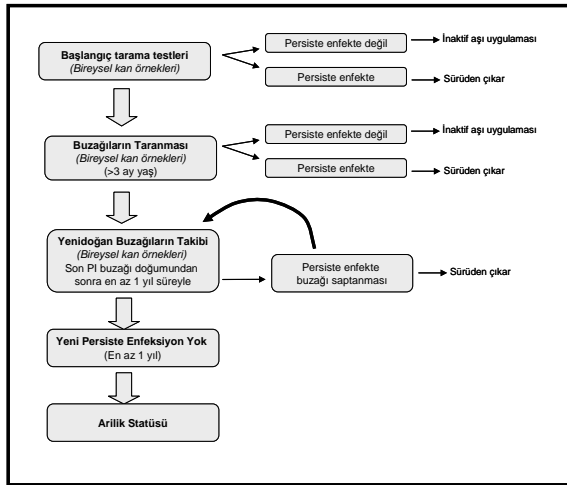 Başlangıç tarama testleri
(Bireysel kan örnekleri)
Persiste enfekte değil
İnaktif aşı uygulaması
Persiste enfekte
Sürüden çıkar
Buzağıların Taranması
(Bireysel kan örnekleri)
(>3 ay yaş)
Persiste enfekte değil
İnaktif aşı uygulaması
Persiste enfekte
Sürüden çıkar
Yenidoğan Buzağıların Takibi
(Bireysel kan örnekleri)
Son PI buzağı doğumundan
sonra en az 1 yıl süreyle
Persiste enfekte
buzağı saptanması
Sürüden çıkar
Yeni Persiste Enfeksiyon Yok
(En az 1 yıl)
Arilik Statüsü